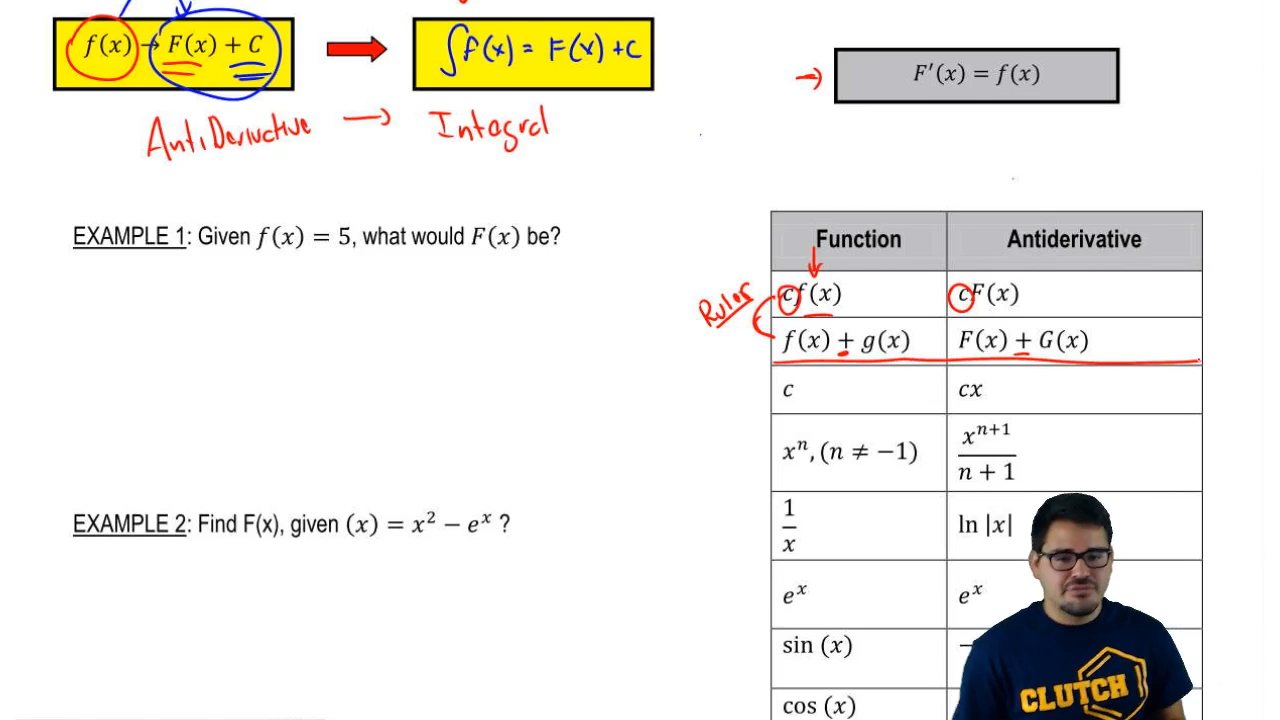 f(x) → F(x) + C
∫f(x) = F(x) + C
F′(x) = f(x)
AntiDerivative → Integral
EXAMPLE 1: Given f(x) = 5, what would F(x) be?
EXAMPLE 2: Find F(x), given (x) = x² − eˣ ?
Rules
Function Antiderivative
cf(x) cF(x)
f(x) + g(x) F(x) + G(x)
c cx
xⁿ, (n ≠ −1) xⁿ⁺¹/n + 1
1/x ln |x|
eˣ eˣ
sin (x) −
cos (x)
CLUTCH